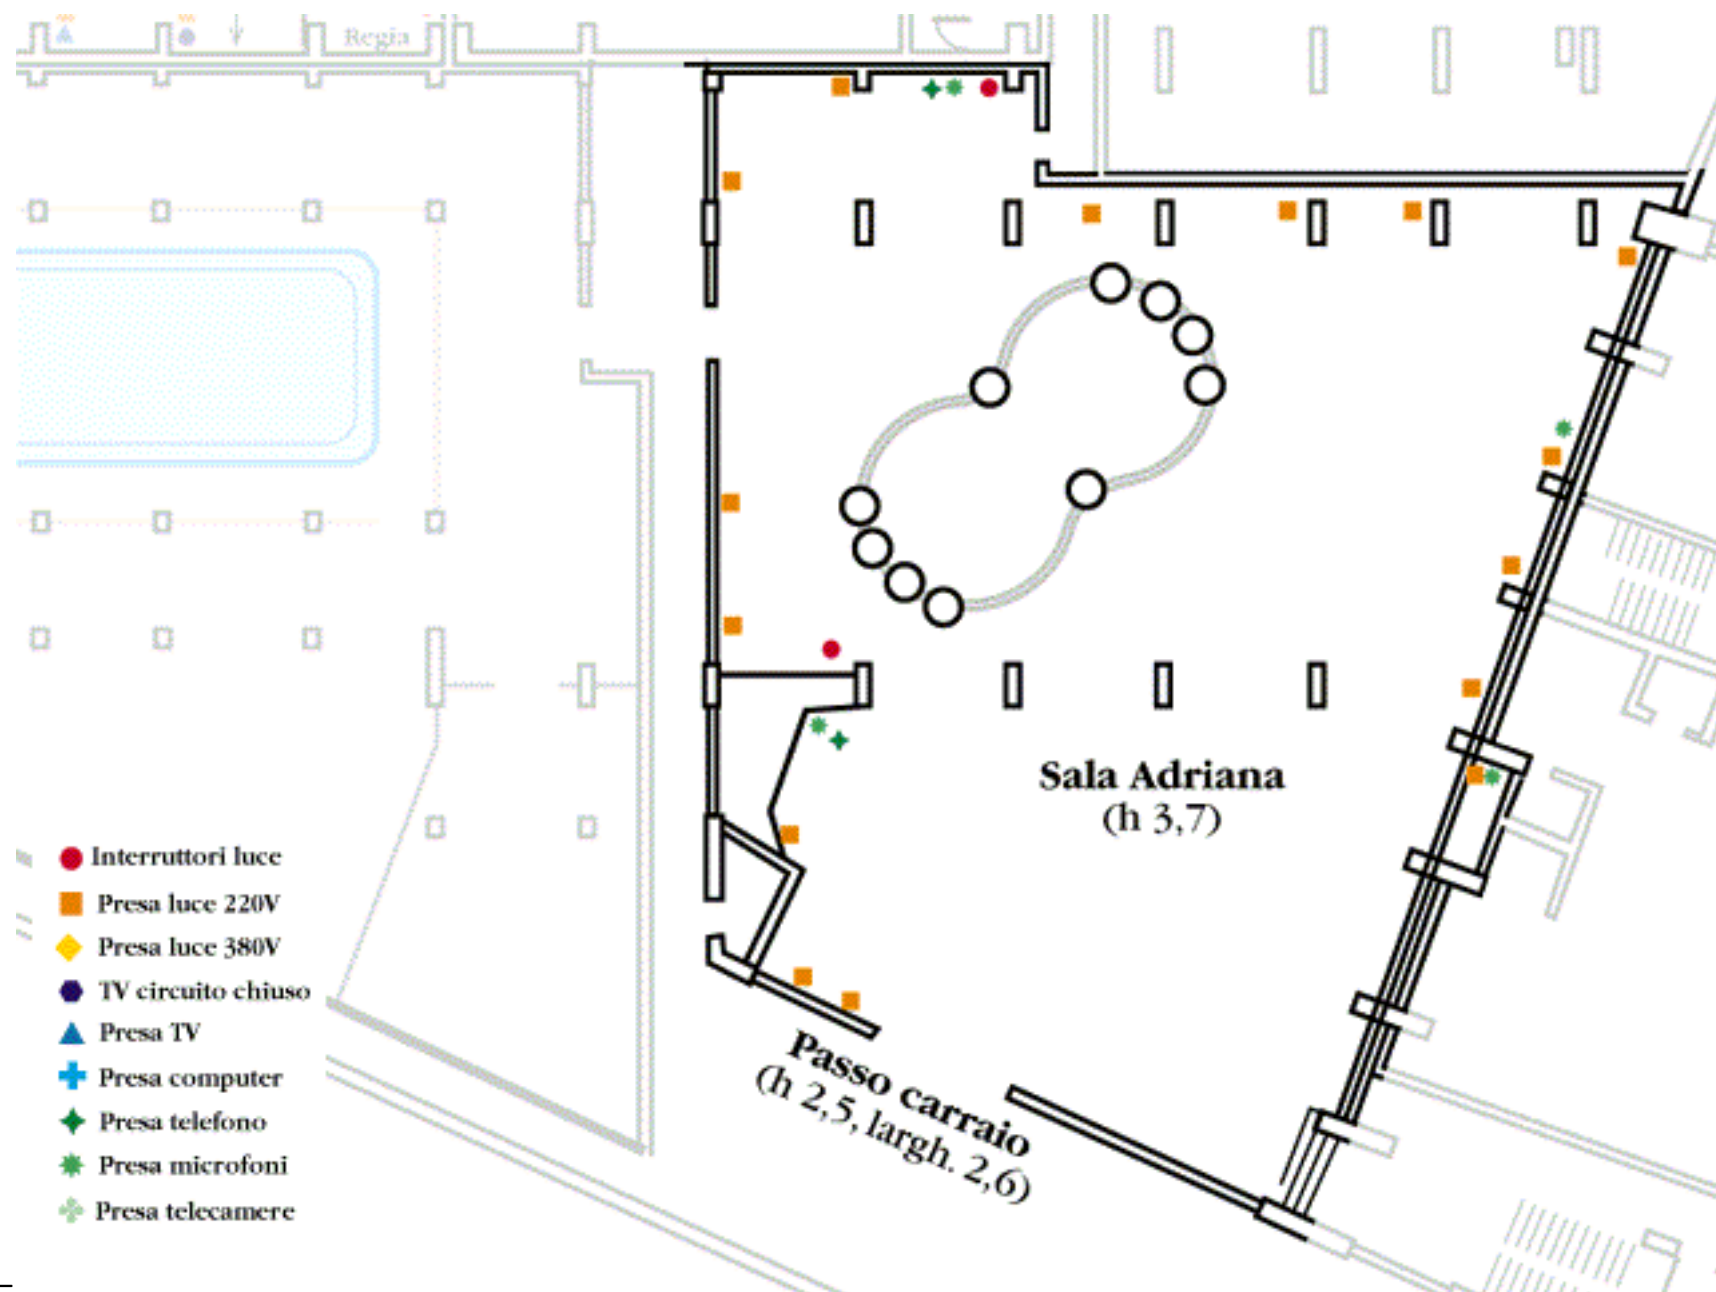 Regia
Sala Adriana
(h 3,7)
Passo carraio
(h 2,5, largh. 2,6)
Interruttori luce
Presa luce 220V
Presa luce 380V
TV circuito chiuso
Presa TV
Presa computer
Presa telefono
Presa microfoni
Presa telecamere